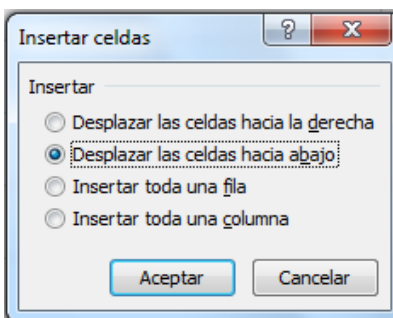 Insertar celdas
Insertar
Desplazar las celdas hacia la derecha
Desplazar las celdas hacia abajo
Insertar toda una fila
Insertar toda una columna
Aceptar Cancelar